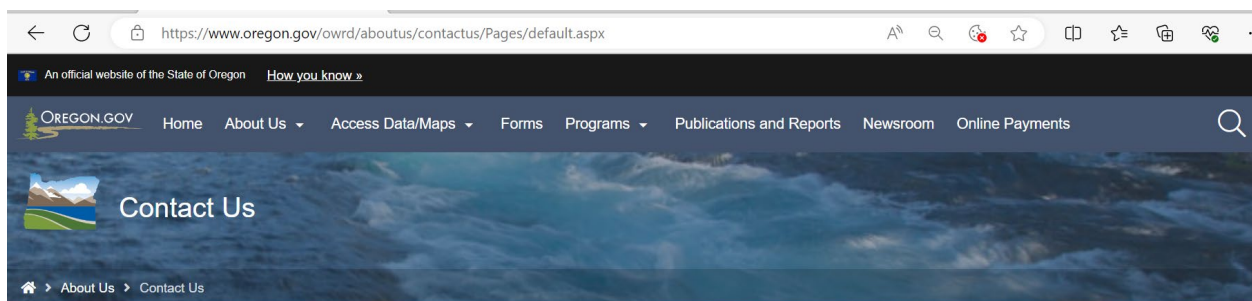 https://www.oregon.gov/owrd/aboutus/contactus/Pages/default.aspx
An official website of the State of Oregon How you know »
OREGON.GOV Home About Us Access Data/Maps Forms Programs Publications and Reports Newsroom Online Payments
Contact Us
About Us > Contact Us